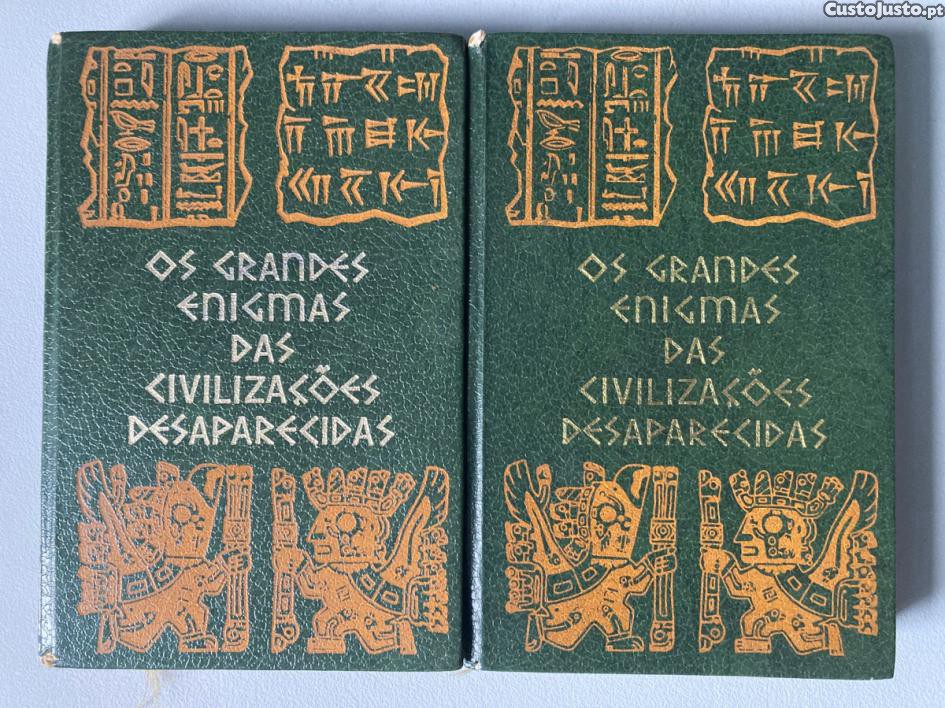 CustoJusto.pt
OS GRANDES
ENIGMAS
DAS
CIVILIZAÇÕES
DESAPARECIDAS
OS GRANDES
ENIGMAS
DAS
CIVILIZAÇÕES
DESAPARECIDAS